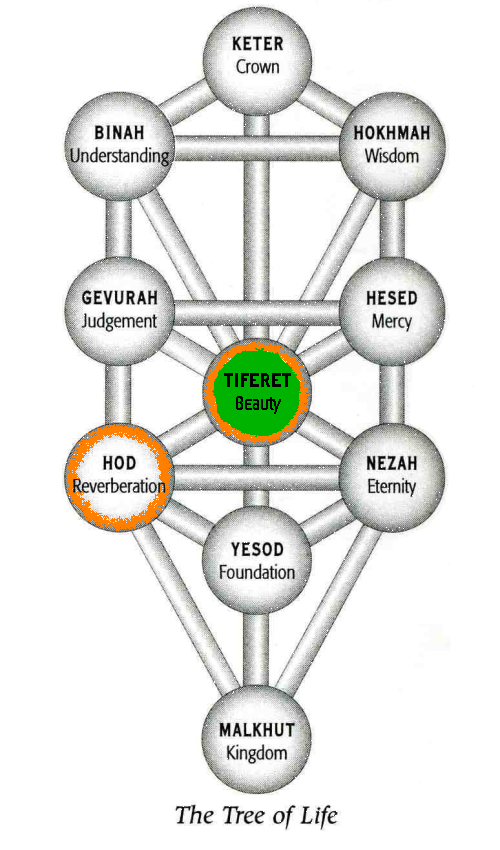 KETER
Crown
BINAH
Understanding
HOKHMAH
Wisdom
GEVURAH
Judgement
HESED
Mercy
TIFERET
Beauty
HOD
Reverberation
NEZAH
Eternity
YESOD
Foundation
MALKHUT
Kingdom
The Tree of Life